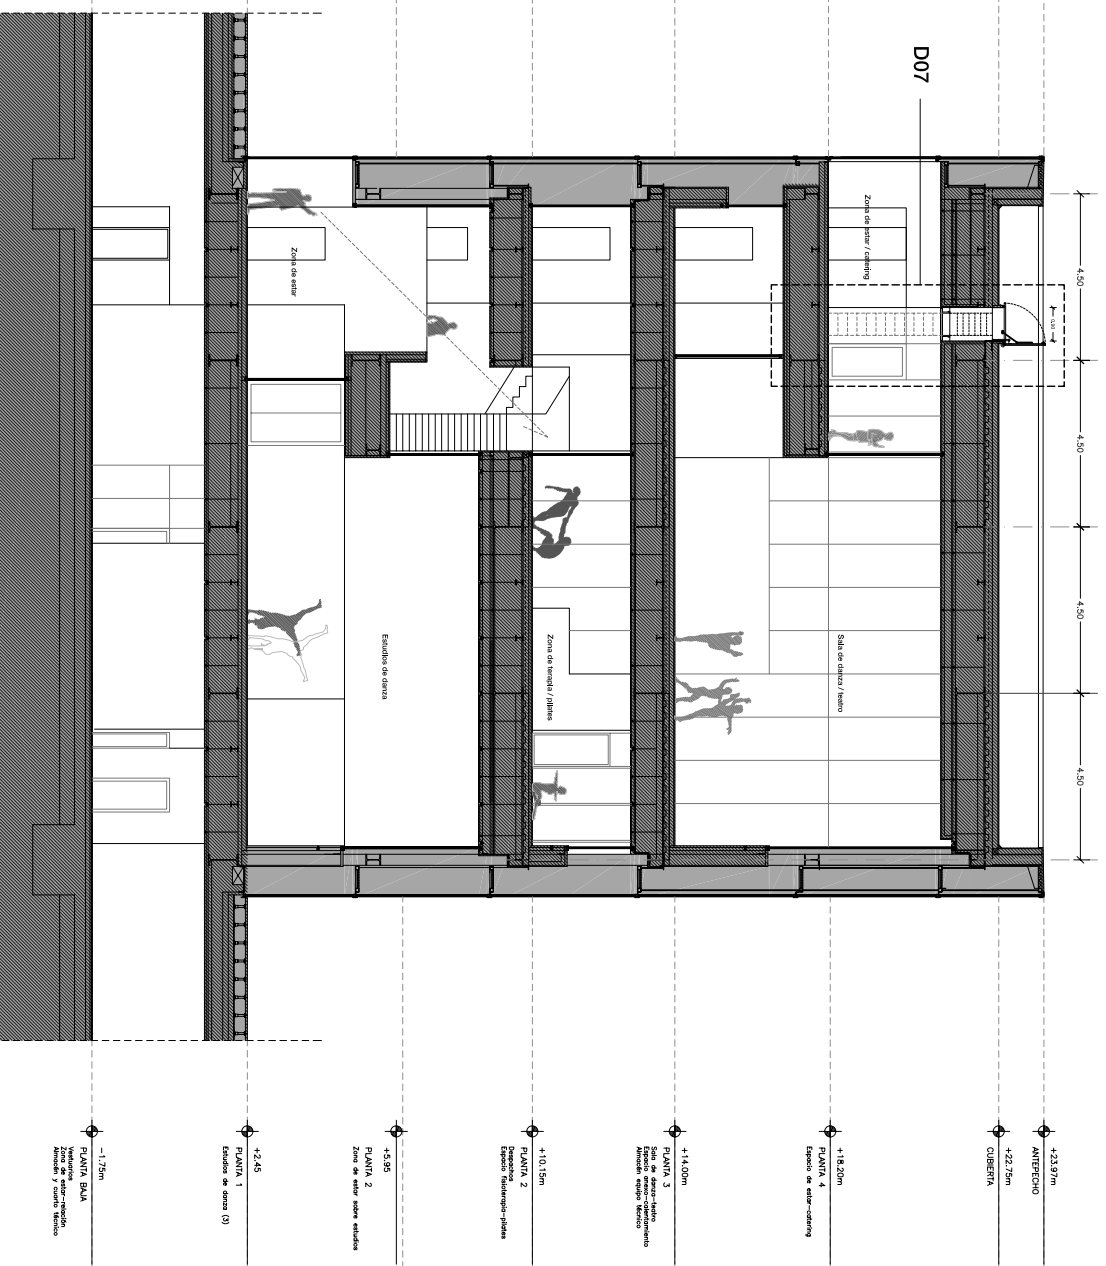 D07
4.50
4.50
4.50
4.50
0.90
Zona de estar / catering
Zona de estar
Sala de danza / teatro
Zona de terapia / pilates
Estudios de danza
+23.97m
ANTEPECHO
+22.75m
CUBIERTA
+18.20m
PLANTA 4
Espacio de estar-catering
+14.00m
PLANTA 3
Sala de danza-teatro
Espacio anexo-calentamiento
Almacén equipo técnico
+10.15m
PLANTA 2
Despachos
Espacio fisioterapia-pilates
+5.95
PLANTA 2
Zona de estar sobre estudios
+2.45
PLANTA 1
Estudios de danza (3)
-1.75m
PLANTA BAJA
Vestuarios
Zona de estar-relación
Almacén y cuarto técnico